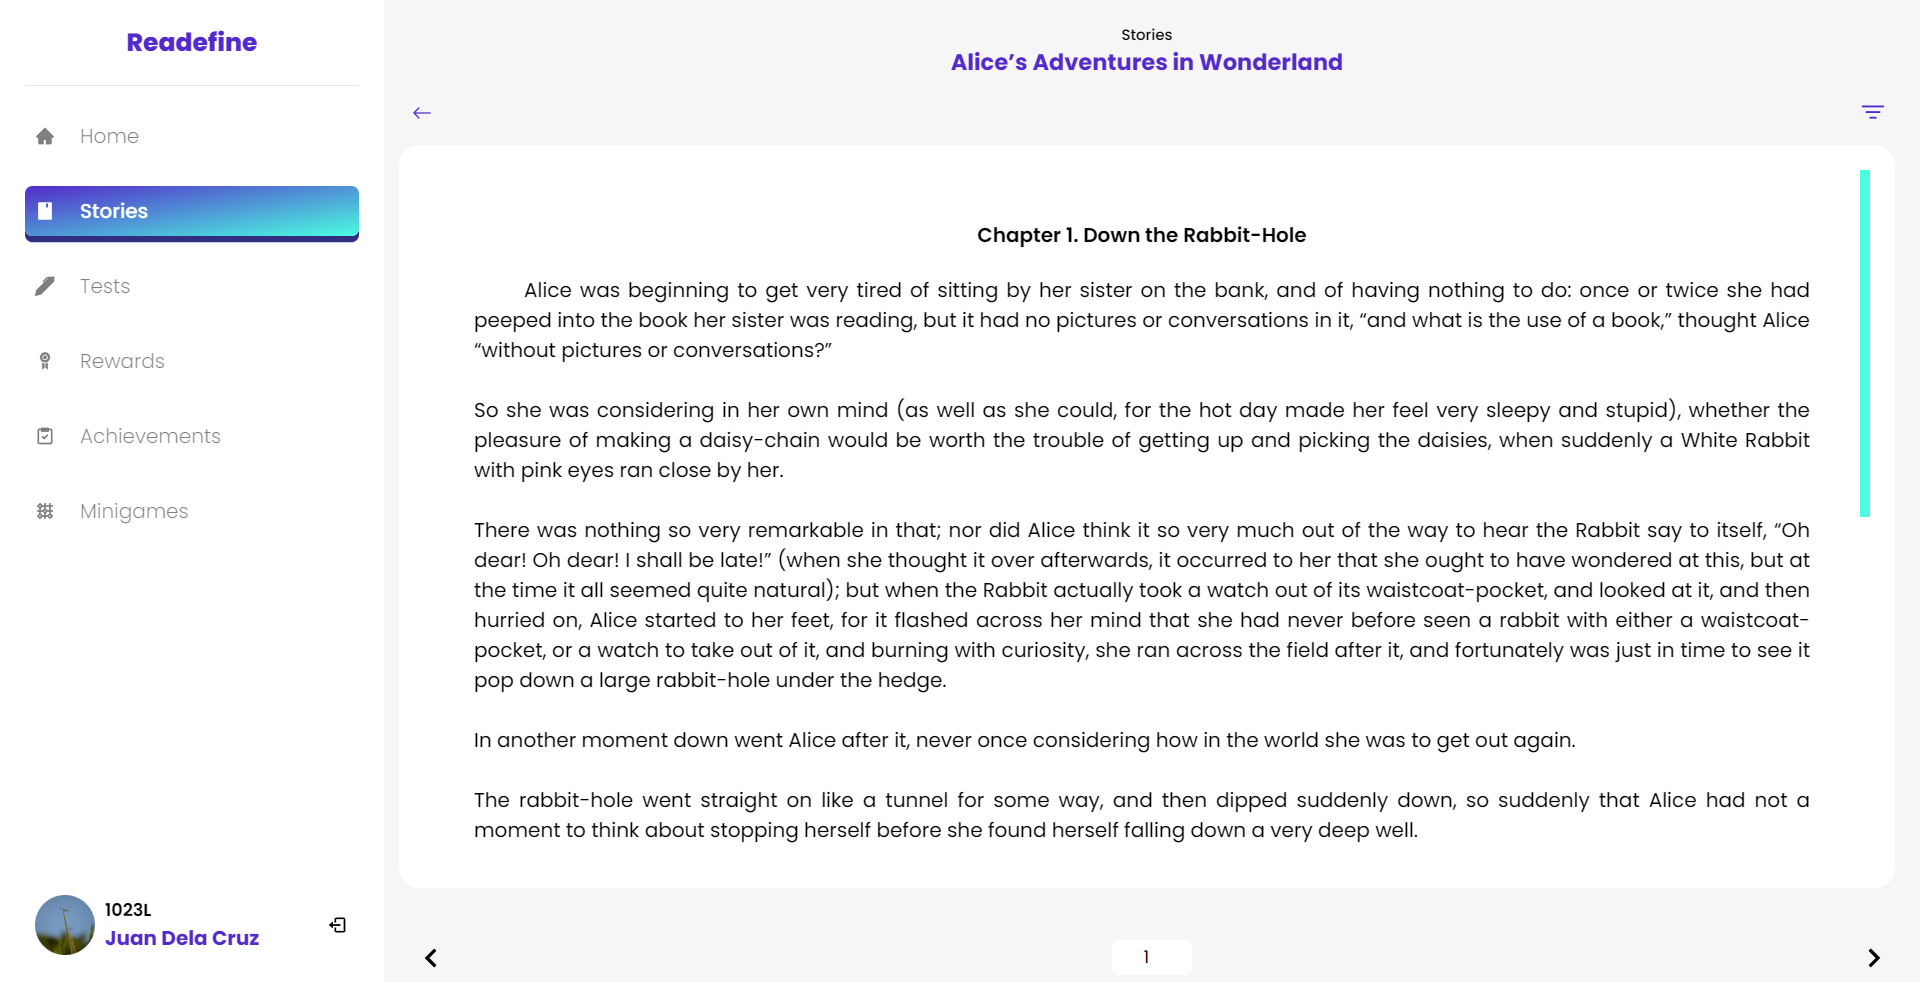 Readefine
Home
Stories
Tests
Rewards
Achievements
Minigames
1023L
Juan Dela Cruz
Stories
Alice’s Adventures in Wonderland
Chapter 1. Down the Rabbit-Hole
Alice was beginning to get very tired of sitting by her sister on the bank, and of having nothing to do: once or twice she had
peeped into the book her sister was reading, but it had no pictures or conversations in it, “and what is the use of a book,” thought Alice
“without pictures or conversations?”
So she was considering in her own mind (as well as she could, for the hot day made her feel very sleepy and stupid), whether the
pleasure of making a daisy-chain would be worth the trouble of getting up and picking the daisies, when suddenly a White Rabbit
with pink eyes ran close by her.
There was nothing so very remarkable in that; nor did Alice think it so very much out of the way to hear the Rabbit say to itself, “Oh
dear! Oh dear! I shall be late!” (when she thought it over afterwards, it occurred to her that she ought to have wondered at this, but at
the time it all seemed quite natural); but when the Rabbit actually took a watch out of its waistcoat-pocket, and looked at it, and then
hurried on, Alice started to her feet, for it flashed across her mind that she had never before seen a rabbit with either a waistcoat-
pocket, or a watch to take out of it, and burning with curiosity, she ran across the field after it, and fortunately was just in time to see it
pop down a large rabbit-hole under the hedge.
In another moment down went Alice after it, never once considering how in the world she was to get out again.
The rabbit-hole went straight on like a tunnel for some way, and then dipped suddenly down, so suddenly that Alice had not a
moment to think about stopping herself before she found herself falling down a very deep well.
1